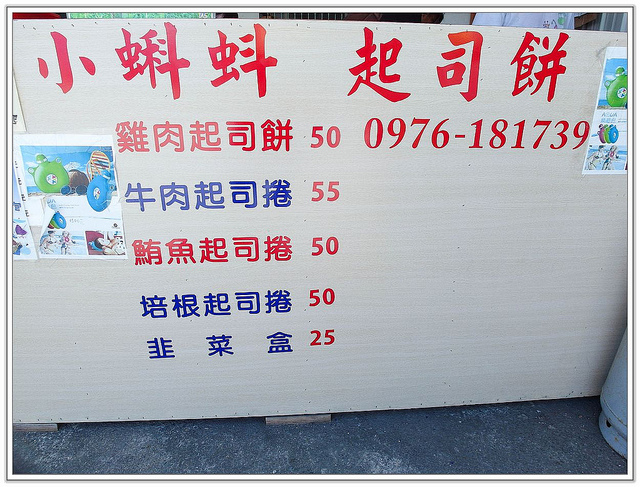 小蝌蚪 起司餅
雞肉起司餅 50 0976-181739
牛肉起司捲 55
鮪魚起司捲 50
培根起司捲 50
韭菜盒 25